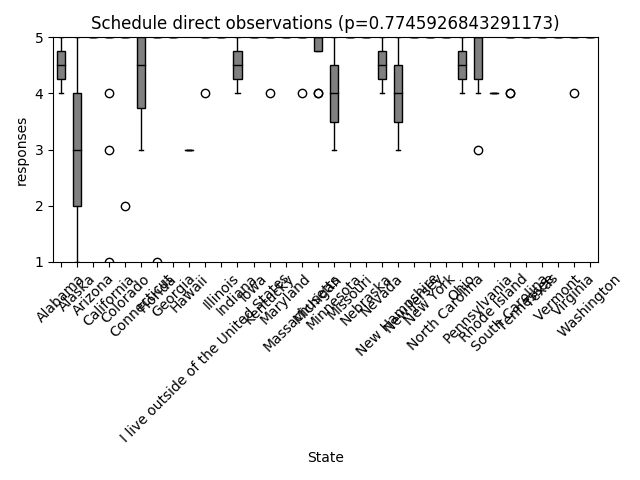 Schedule direct observations (p=0.7745926843291173)
responses
5
4
3
2
1
Alabama
Alaska
Arizona
California
Colorado
Connecticut
Florida
Georgia
Hawaii
I live outside of the United States
Illinois
Indiana
Iowa
Kentucky
Maryland
Massachusetts
Michigan
Minnesota
Missouri
Nebraska
Nevada
New Hampshire
New Jersey
New York
North Carolina
Ohio
Pennsylvania
Rhode Island
South Carolina
Tennessee
Texas
Vermont
Virginia
Washington
State